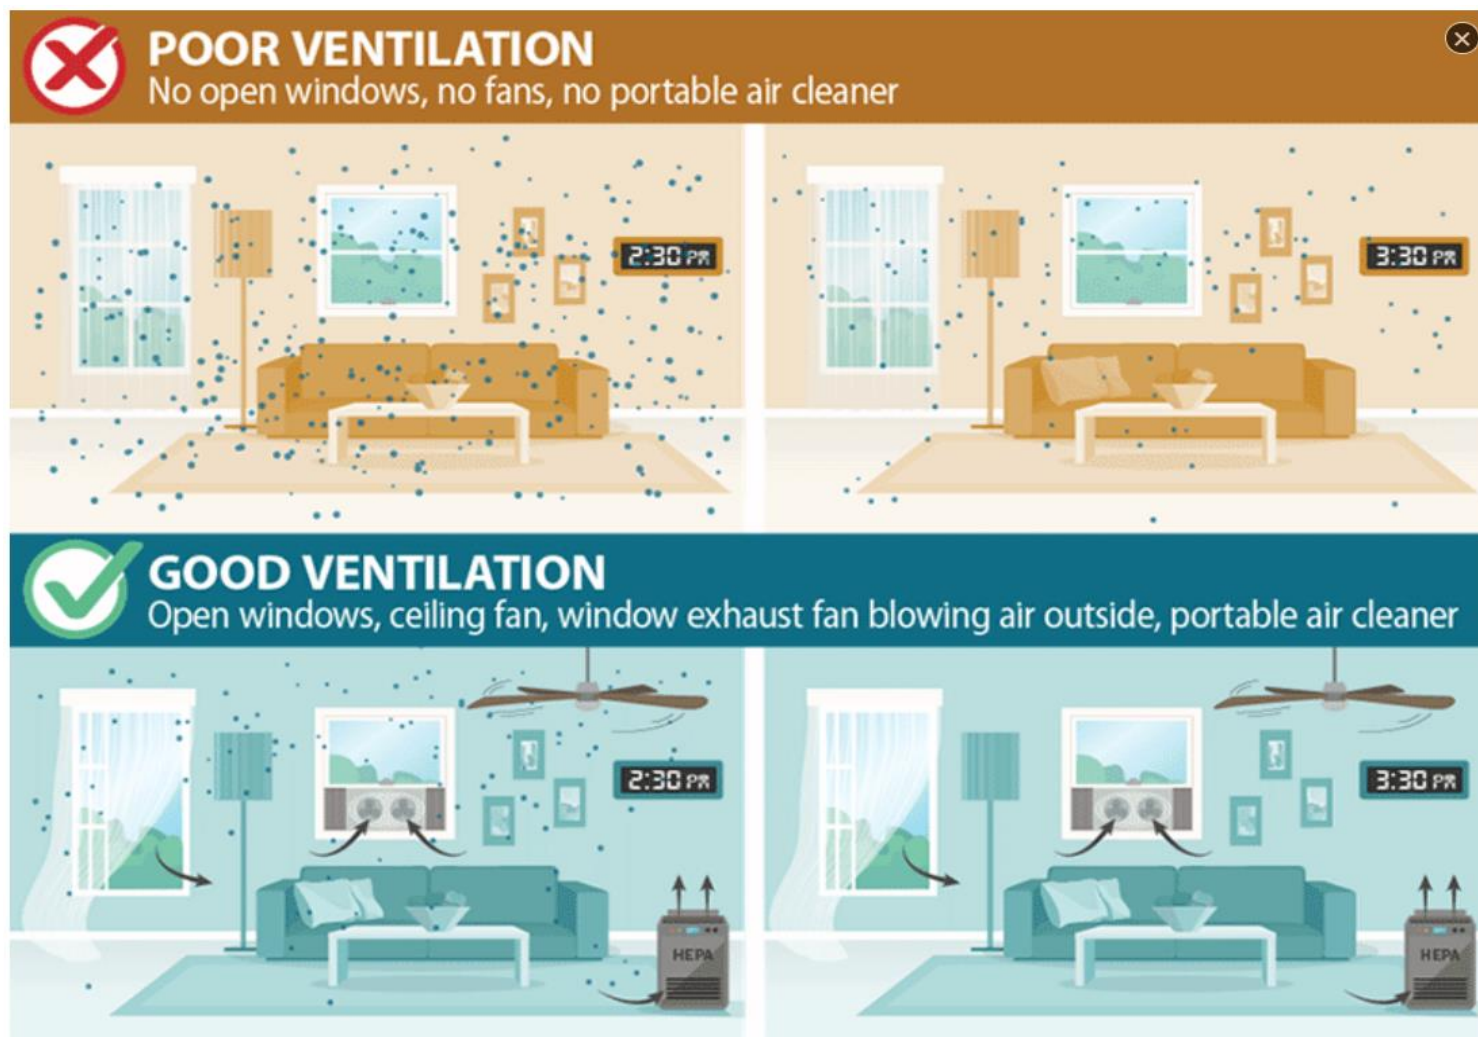 POOR VENTILATION
No open windows, no fans, no portable air cleaner
2:30 PM
3:30 PM
GOOD VENTILATION
Open windows, ceiling fan, window exhaust fan blowing air outside, portable air cleaner
2:30 PM
3:30 PM
HEPA
HEPA